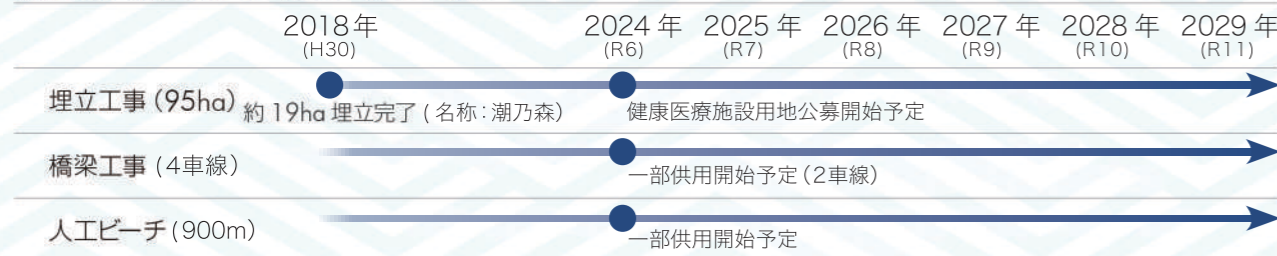 2018年 2024年 2025年 2026年 2027年 2028年 2029年
(H30) (R6) (R7) (R8) (R9) (R10) (R11)
埋立工事(95ha)
約19ha埋立完了(名称:潮乃森) 健康医療施設用地公募開始予定
橋梁工事(4車線)
一部供用開始予定(2車線)
人工ビーチ(900m)
一部供用開始予定